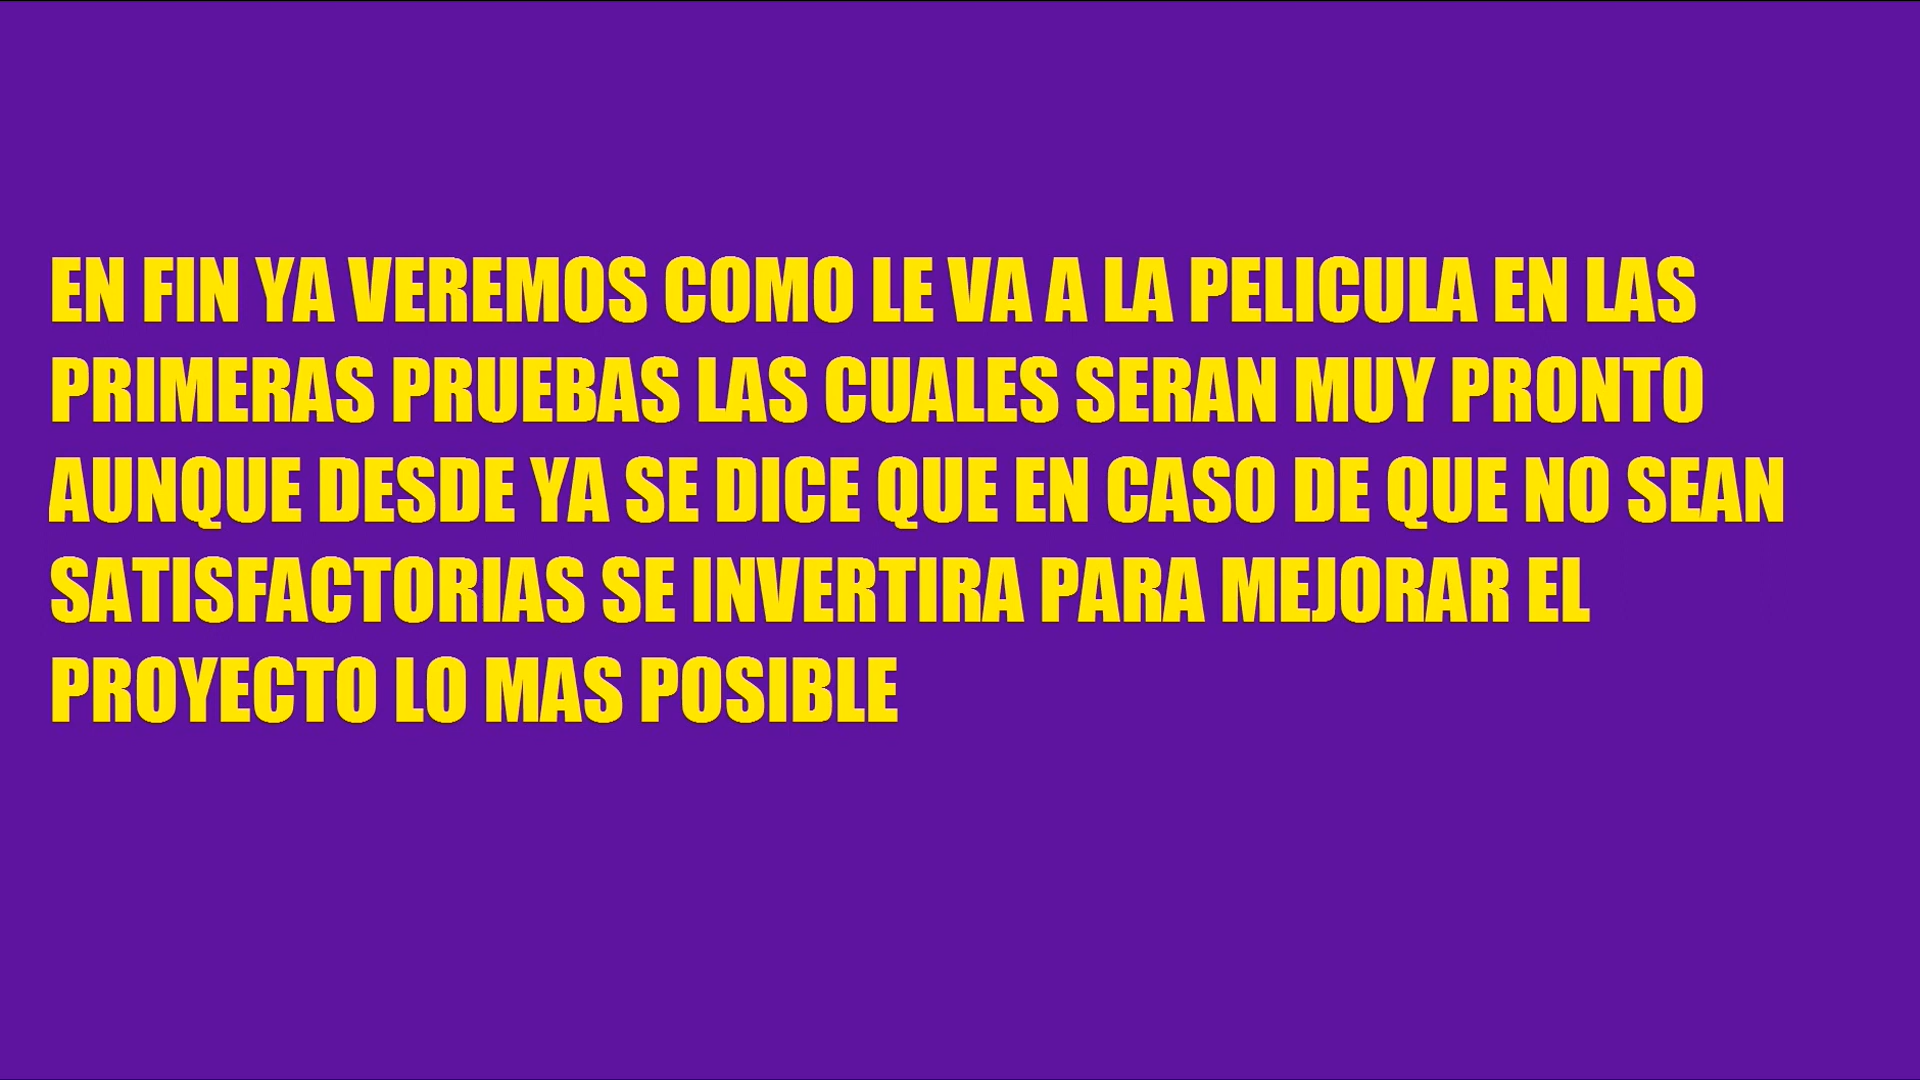 EN FIN YA VEREMOS COMO LE VA A LA PELICULA EN LAS
PRIMERAS PRUEBAS LAS CUALES SERAN MUY PRONTO
AUNQUE DESDE YA SE DICE QUE EN CASO DE QUE NO SEAN
SATISFACTORIAS SE INVERTIRA PARA MEJORAR EL
PROYECTO LO MAS POSIBLE